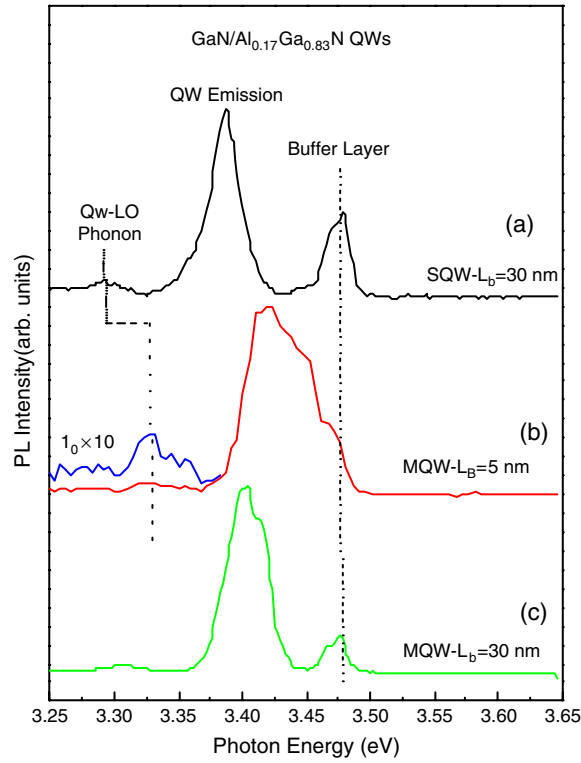 GaN/Al0.17Ga0.83N QWs
QW Emission
Buffer Layer
Qw-LO
Phonon
(a)
SQW-Lb=30 nm
10×10
(b)
MQW-LB=5 nm
(c)
MQW-Lb=30 nm
PL Intensity(arb. units)
3.25 3.30 3.35 3.40 3.45 3.50 3.55 3.60 3.65
Photon Energy (eV)